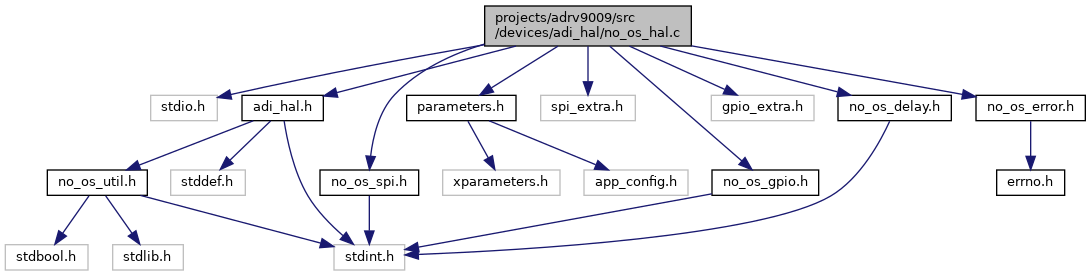 projects/adrv9009/src
/devices/adi_hal/no_os_hal.c
stdio.h
adi_hal.h
parameters.h
spi_extra.h
gpio_extra.h
no_os_delay.h
no_os_error.h
no_os_util.h
stddef.h
no_os_spi.h
xparameters.h
app_config.h
no_os_gpio.h
errno.h
stdbool.h
stdlib.h
stdint.h